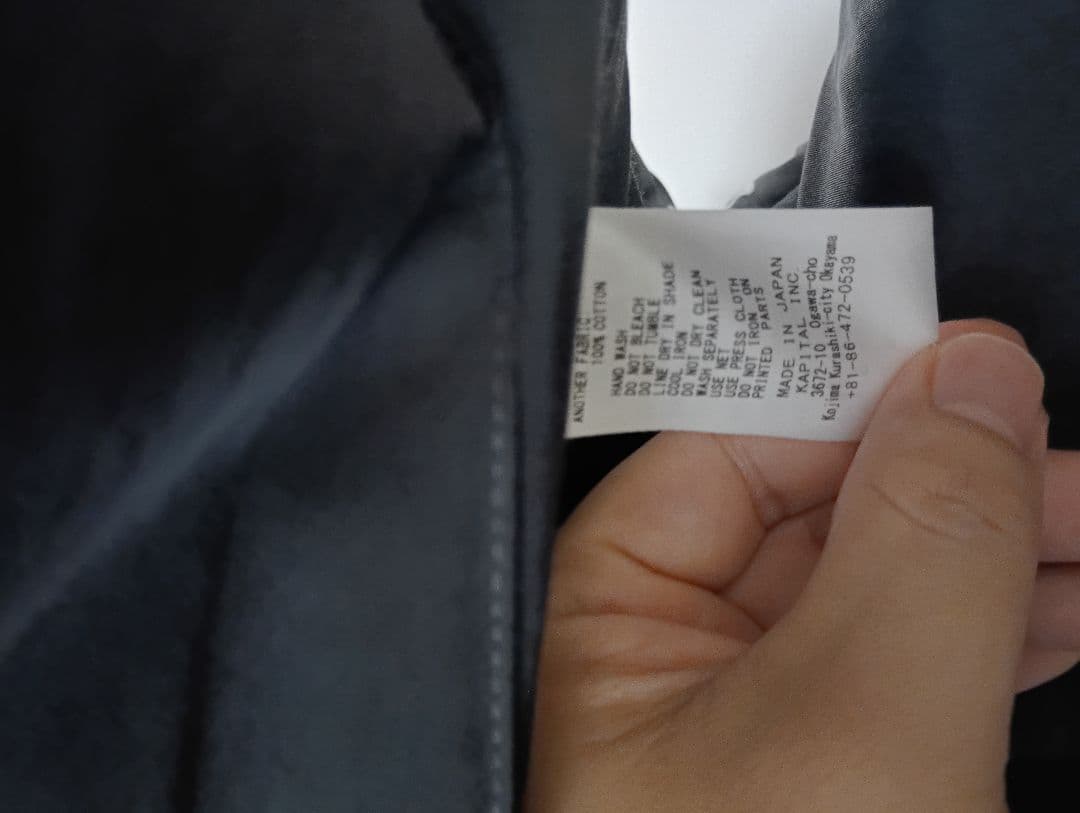 ANOTHER FABRIC
100% COTTON
HAND WASH
DO NOT BLEACH
DO NOT TUMBLE
LINE DRY IN SHADE
COOL IRON
DO NOT DRY CLEAN
WASH SEPARATELY
USE NET
USE PRESS CLOTH
DO NOT IRON ON
PRINTED PARTS
MADE IN JAPAN
KAPITAL INC.
3672-10 Ogawa-cho
Kojima Kurashiki-city Okayama
+81-86-472-0539